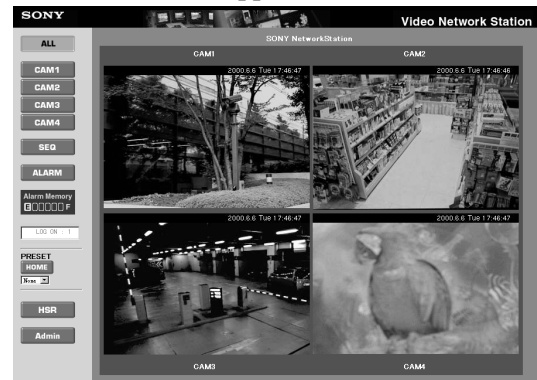 SONY
Video Network Station
ALL
SONY NetworkStation
CAM1
CAM2
CAM1
CAM2
CAM3
CAM4
2000.6.6 Tue 17:46:47
2000.6.6 Tue 17:46:46
SEQ
ALARM
Alarm Memory
E F
LOG ON : 1
2000.6.6 Tue 17:46:47
2000.6.6 Tue 17:46:47
PRESET
HOME
None
HSR
Admin
CAM3
CAM4